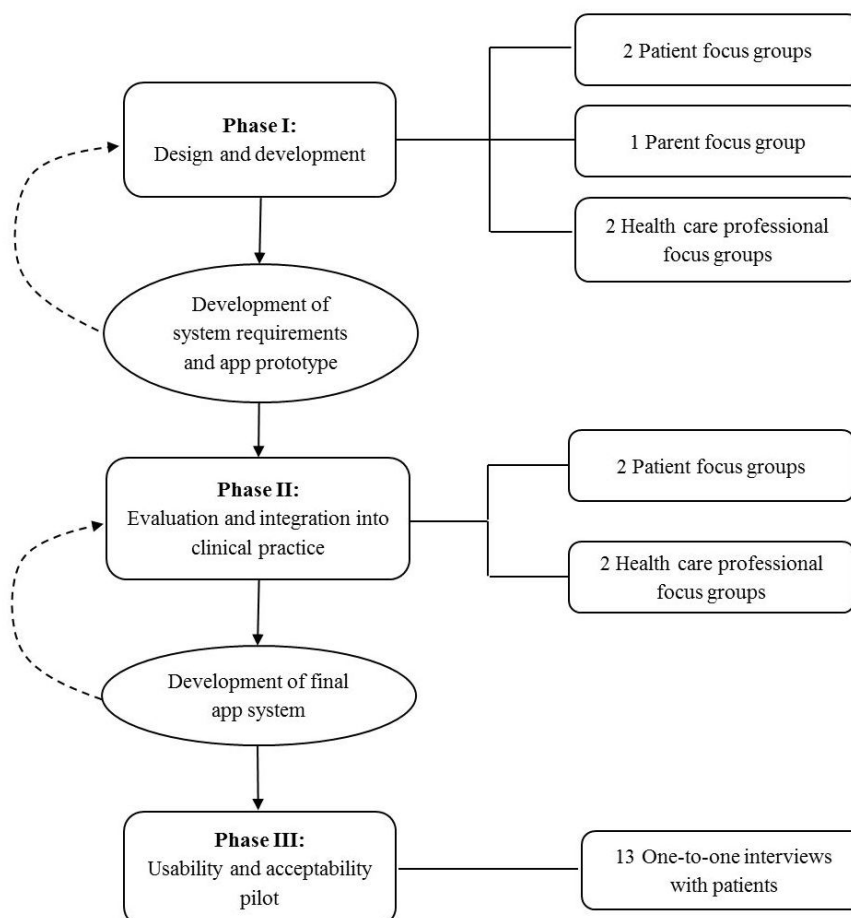 2 Patient focus groups
Phase I:
Design and development
1 Parent focus group
2 Health care professional
focus groups
Development of
system requirements
and app prototype
2 Patient focus groups
Phase II:
Evaluation and integration into
clinical practice
2 Health care professional
focus groups
Development of final
app system
Phase III:
Usability and acceptability
pilot
13 One-to-one interviews
with patients